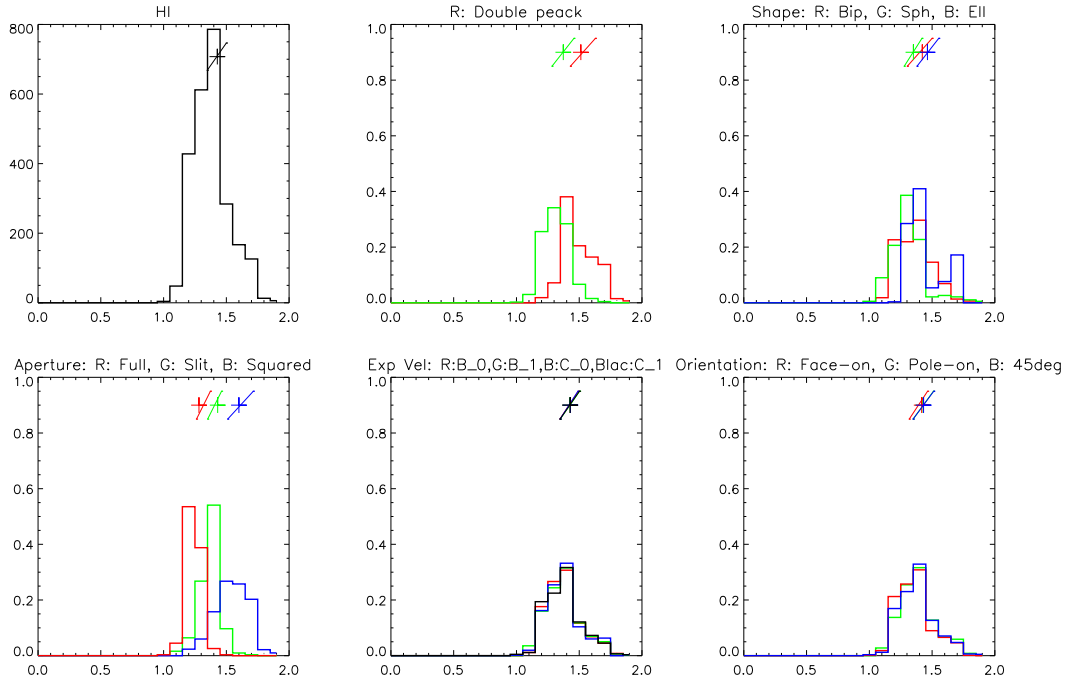 HI
R: Double peack
Shape: R: Bip, G: Sph, B: Ell
800
600
400
200
0
0.0 0.5 1.0 1.5 2.0
1.0
0.8
0.6
0.4
0.2
0.0
0.0 0.5 1.0 1.5 2.0
1.0
0.8
0.6
0.4
0.2
0.0
0.0 0.5 1.0 1.5 2.0
Aperture: R: Full, G: Slit, B: Squared
Exp Vel: R:B_0,G:B_1,B:C_0,Blac:C_1
Orientation: R: Face-on, G: Pole-on, B: 45deg
1.0
0.8
0.6
0.4
0.2
0.0
0.0 0.5 1.0 1.5 2.0
1.0
0.8
0.6
0.4
0.2
0.0
0.0 0.5 1.0 1.5 2.0
1.0
0.8
0.6
0.4
0.2
0.0
0.0 0.5 1.0 1.5 2.0